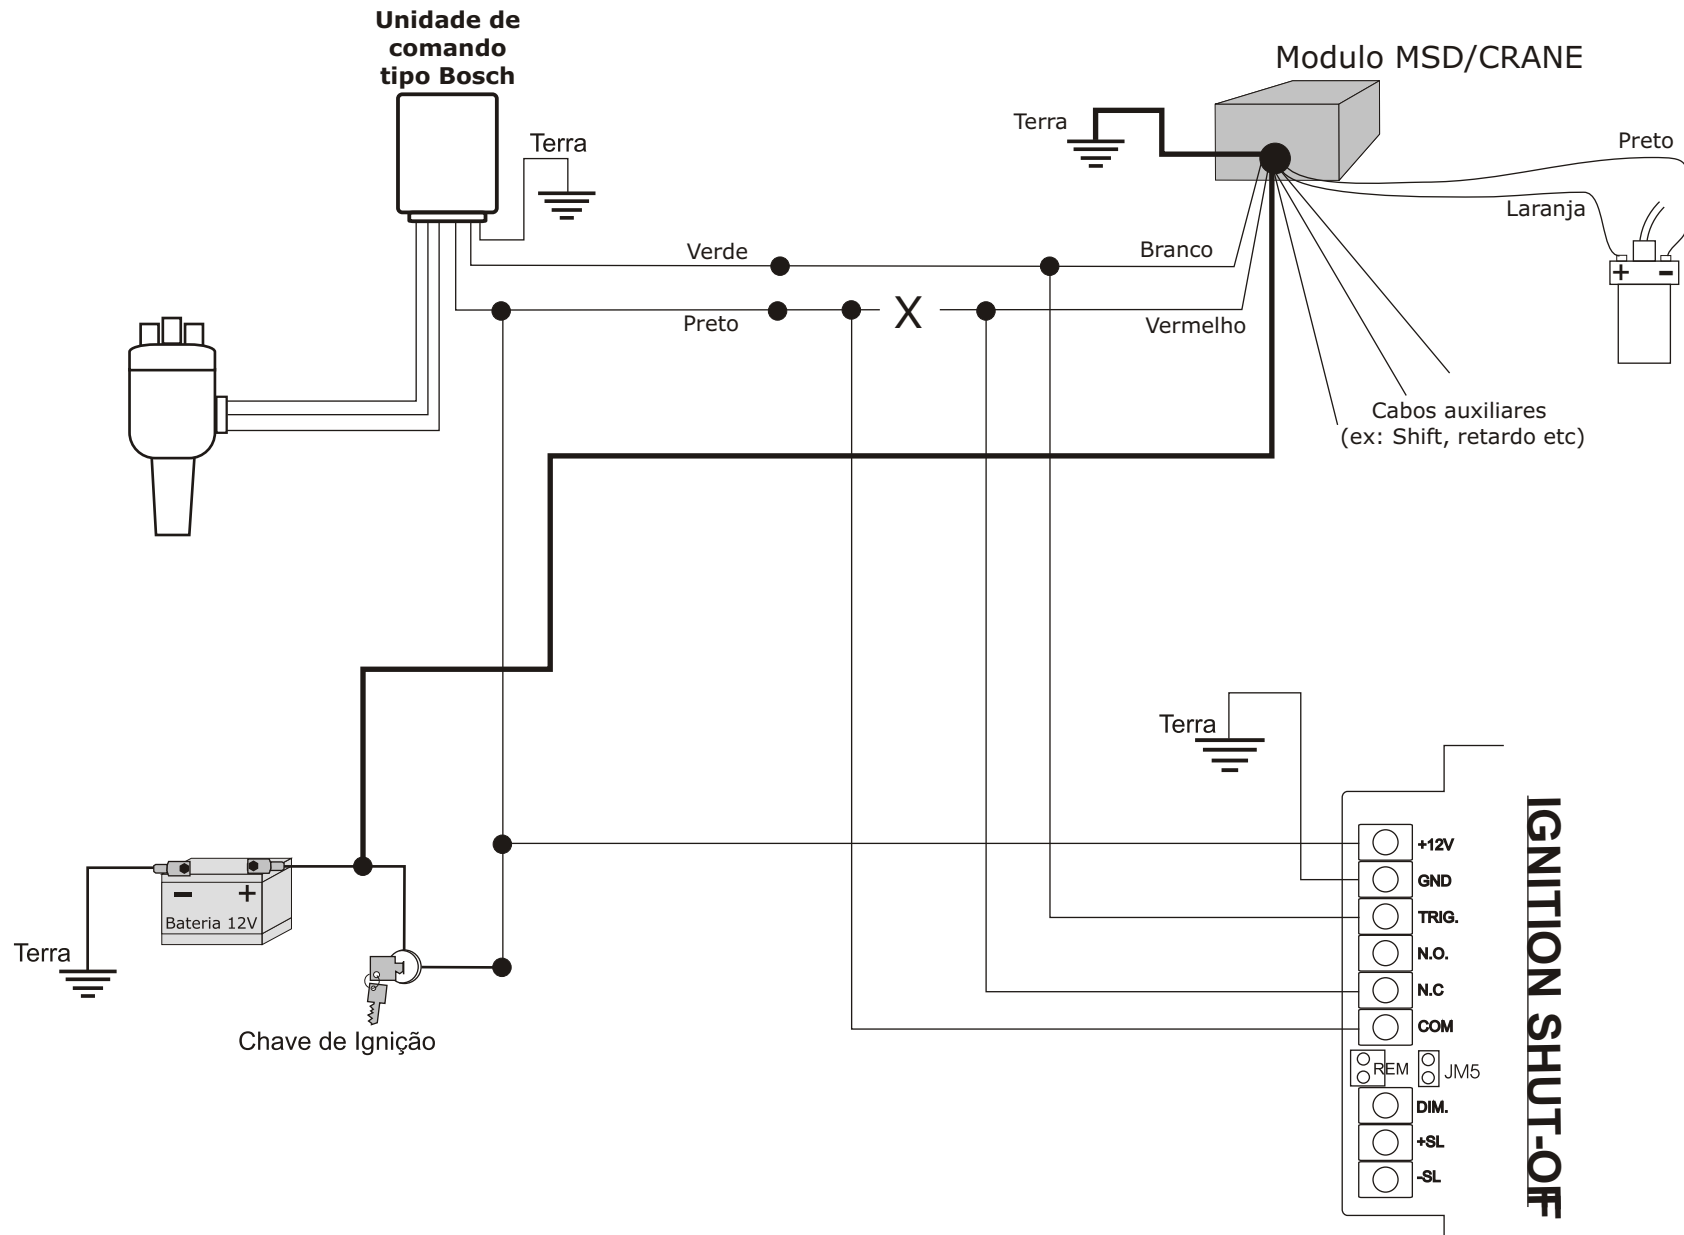 Unidade de
comando
tipo Bosch
Modulo MSD/CRANE
Terra
Terra
Preto
Laranja
Verde
Branco
+ -
Preto
X
Vermelho
Cabos auxiliares
(ex: Shift, retardo etc)
Terra
- +
Bateria 12V
Terra
Chave de Ignição
+12V
GND
TRIG.
N.O.
N.C
COM
REM JM5
DIM.
+SL
-SL
IGNITION SHUT-OFF